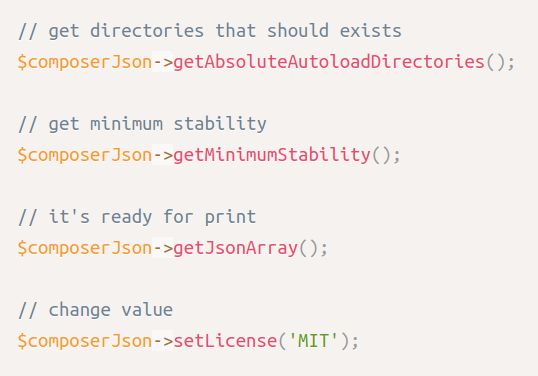 // get directories that should exists
$composerJson->getAbsoluteAutoloadDirectories();
// get minimum stability
$composerJson->getMinimumStability();
// it's ready for print
$composerJson->getJsonArray();
// change value
$composerJson->setLicense('MIT');